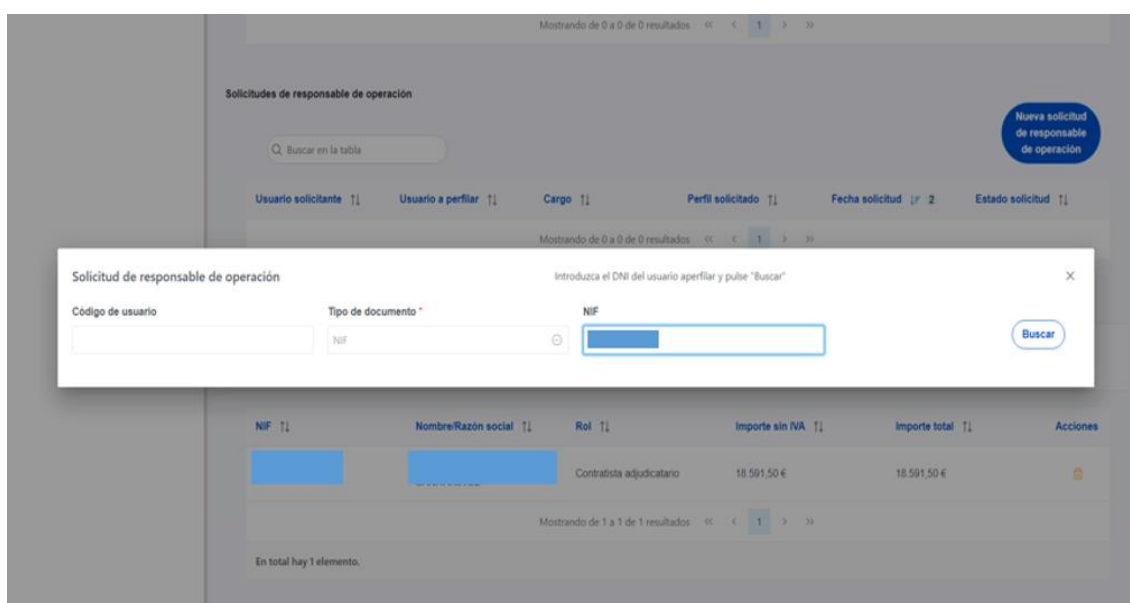 Mostrando de 0 a 0 de 0 resultados << < 1 > >>
Solicitudes de responsable de operación
Nueva solicitud
de responsable
de operación
Buscar en la tabla
Usuario solicitante Usuario a perfilar Cargo Perfil solicitado Fecha solicitud 2 Estado solicitud
Mostrando de 0 a 0 de 0 resultados << < 1 > >>
Solicitud de responsable de operación Introduzca el DNI del usuario aperfilar y pulse "Buscar"
Código de usuario Tipo de documento * NIF
NIF
Buscar
NIF Nombre/Razón social Rol Importe sin IVA Importe total Acciones
Contratista adjudicatario 18.591,50 € 18.591,50 €
Mostrando de 1 a 1 de 1 resultados << < 1 > >>
En total hay 1 elemento.